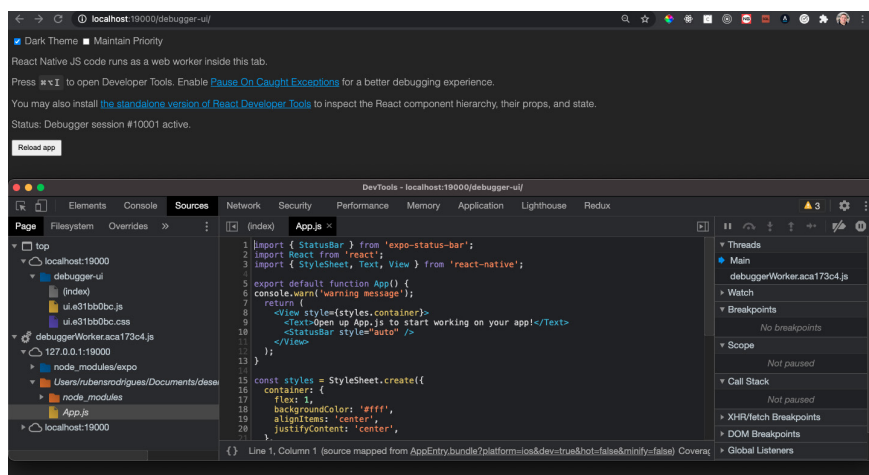 localhost:19000/debugger-ui/
Dark Theme Maintain Priority
React Native JS code runs as a web worker inside this tab.
Press ⌘⌥I to open Developer Tools. Enable Pause On Caught Exceptions for a better debugging experience.
You may also install the standalone version of React Developer Tools to inspect the React component hierarchy, their props, and state.
Status: Debugger session #10001 active.
Reload app
DevTools - localhost:19000/debugger-ui/
Elements Console Sources Network Security Performance Memory Application Lighthouse Redux 3
Page Filesystem Overrides » (index) App.js ×
top
localhost:19000
debugger-ui
(index)
ui.e31bb0bc.js
ui.e31bb0bc.css
debuggerWorker.aca173c4.js
127.0.0.1:19000
node_modules/expo
Users/rubensrodrigues/Documents/dese
node_modules
App.js
localhost:19000
1 import { StatusBar } from 'expo-status-bar';
2 import React from 'react';
3 import { StyleSheet, Text, View } from 'react-native';
4
5 export default function App() {
6 console.warn('warning message');
7 return (
8 <View style={styles.container}>
9 <Text>Open up App.js to start working on your app!</Text>
10 <StatusBar style="auto" />
11 </View>
12 );
13 }
14
15 const styles = StyleSheet.create({
16 container: {
17 flex: 1,
18 backgroundColor: '#fff',
19 alignItems: 'center',
20 justifyContent: 'center',
21 },
{} Line 1, Column 1 (source mapped from AppEntry.bundle?platform=ios&dev=true&hot=false&minify=false) Coverag
Threads
Main
debuggerWorker.aca173c4.js
Watch
Breakpoints
No breakpoints
Scope
Not paused
Call Stack
Not paused
XHR/fetch Breakpoints
DOM Breakpoints
Global Listeners